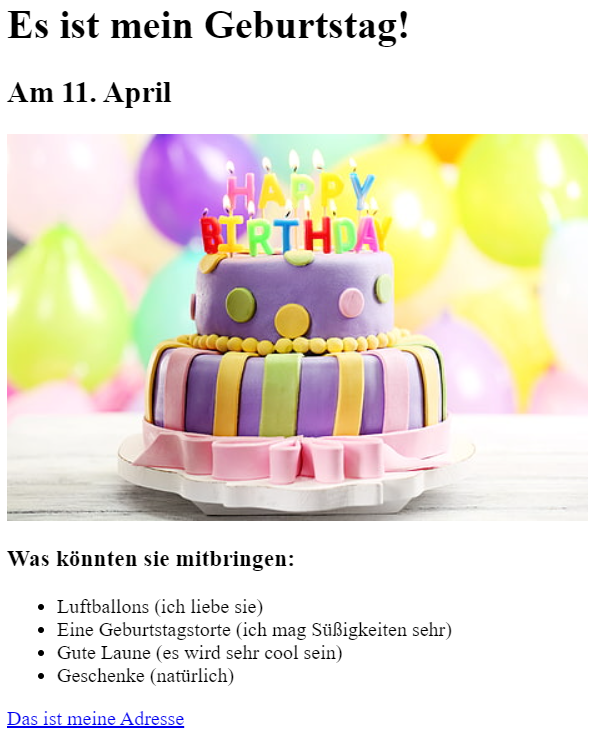 Es ist mein Geburtstag!
Am 11. April
HAPPY
BIRTHDAY
Was könnten sie mitbringen:
Luftballons (ich liebe sie)
Eine Geburtstagstorte (ich mag Süßigkeiten sehr)
Gute Laune (es wird sehr cool sein)
Geschenke (natürlich)
Das ist meine Adresse